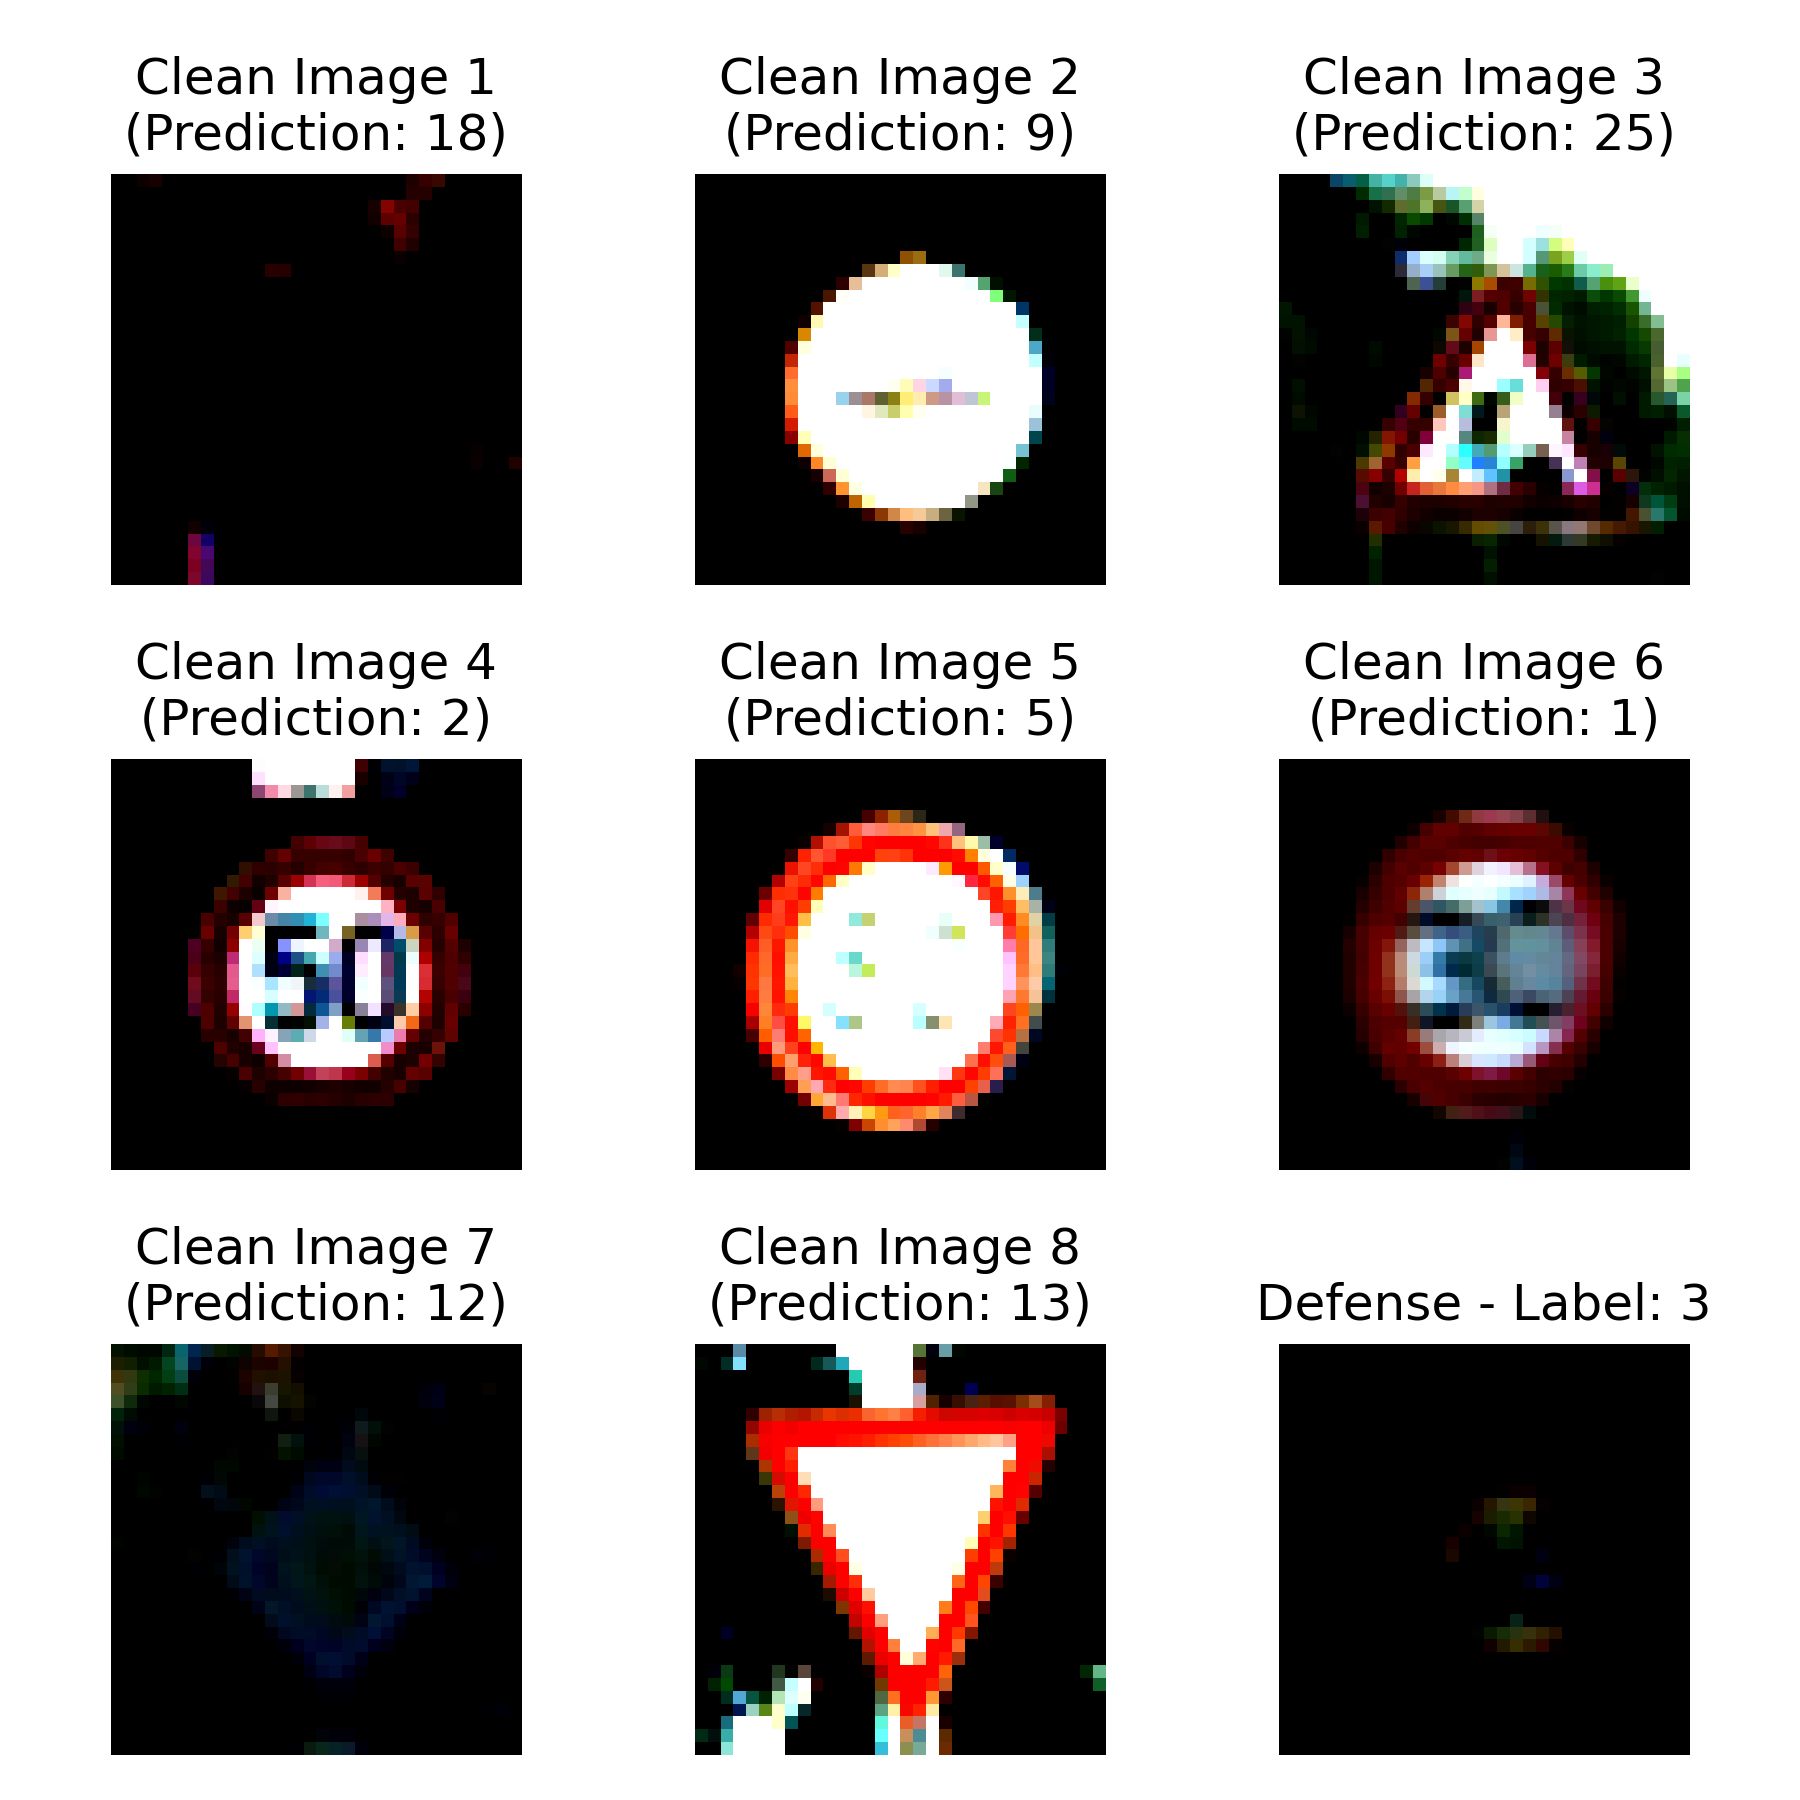 Clean Image 1
(Prediction: 18)
Clean Image 2
(Prediction: 9)
Clean Image 3
(Prediction: 25)
Clean Image 4
(Prediction: 2)
50
Clean Image 5
(Prediction: 5)
Clean Image 6
(Prediction: 1)
Clean Image 7
(Prediction: 12)
Clean Image 8
(Prediction: 13)
Defense - Label: 3